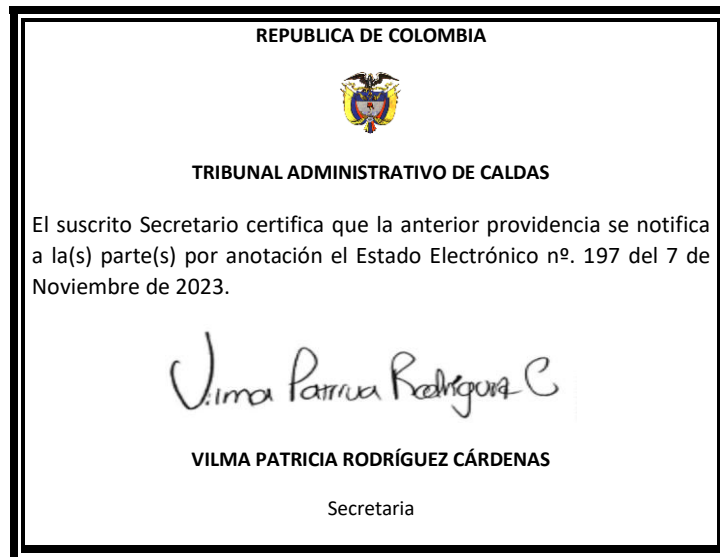 REPUBLICA DE COLOMBIA
TRIBUNAL ADMINISTRATIVO DE CALDAS
El suscrito Secretario certifica que la anterior providencia se notifica
a la(s) parte(s) por anotación el Estado Electrónico nº. 197 del 7 de
Noviembre de 2023.
Vilma Patricia Rodríguez C
VILMA PATRICIA RODRÍGUEZ CÁRDENAS
Secretaria